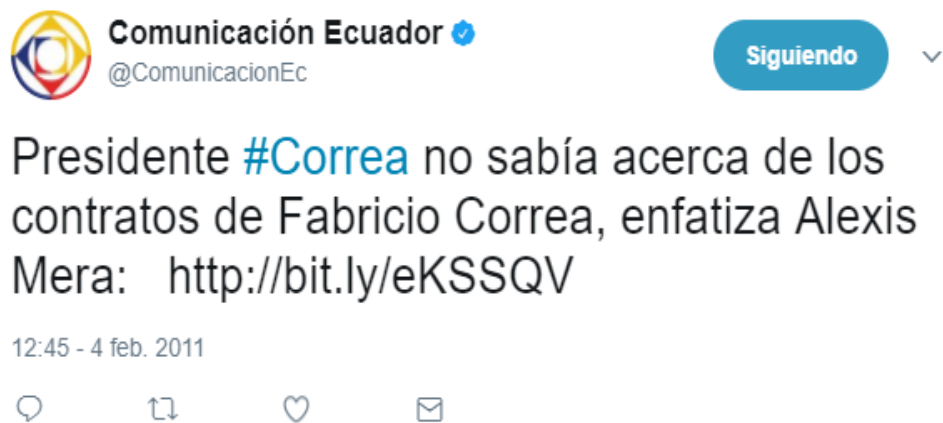 Comunicación Ecuador
@ComunicacionEc
Siguiendo
Presidente #Correa no sabía acerca de los
contratos de Fabricio Correa, enfatiza Alexis
Mera: http://bit.ly/eKSSQV
12:45 - 4 feb. 2011